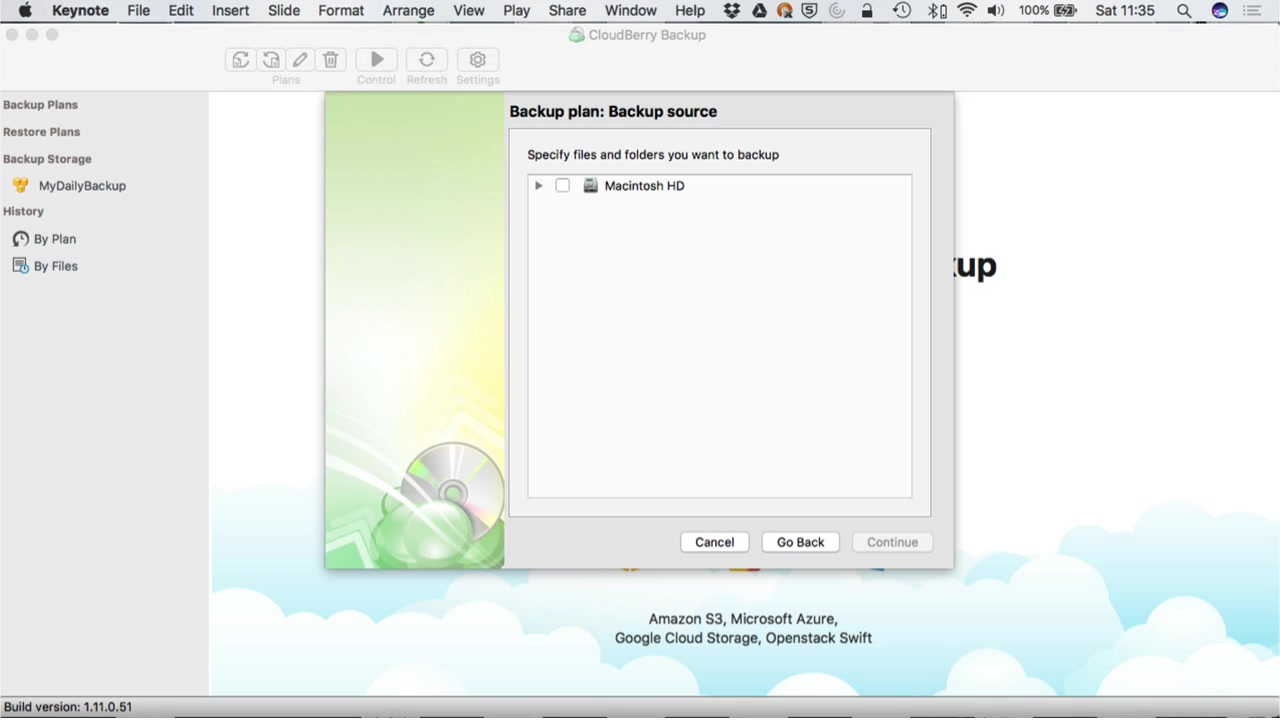 Keynote File Edit Insert Slide Format Arrange View Play Share Window Help 100% Sat 11:35
CloudBerry Backup
Plans Control Refresh Settings
Backup Plans
Restore Plans
Backup Storage
MyDailyBackup
History
By Plan
By Files
Backup plan: Backup source
Specify files and folders you want to backup
Macintosh HD
kup
Cancel Go Back Continue
Amazon S3, Microsoft Azure,
Google Cloud Storage, Openstack Swift
Build version: 1.11.0.51